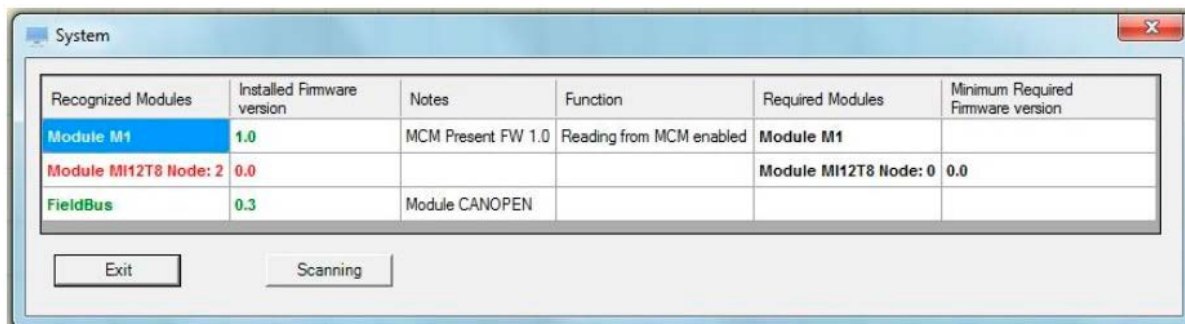 System
Recognized Modules Installed Firmware version Notes Function Required Modules Minimum Required Firmware version
Module M1 1.0 MCM Present FW 1.0 Reading from MCM enabled Module M1
Module MI12T8 Node: 2 0.0 Module MI12T8 Node: 0 0.0
FieldBus 0.3 Module CANOPEN
Exit Scanning